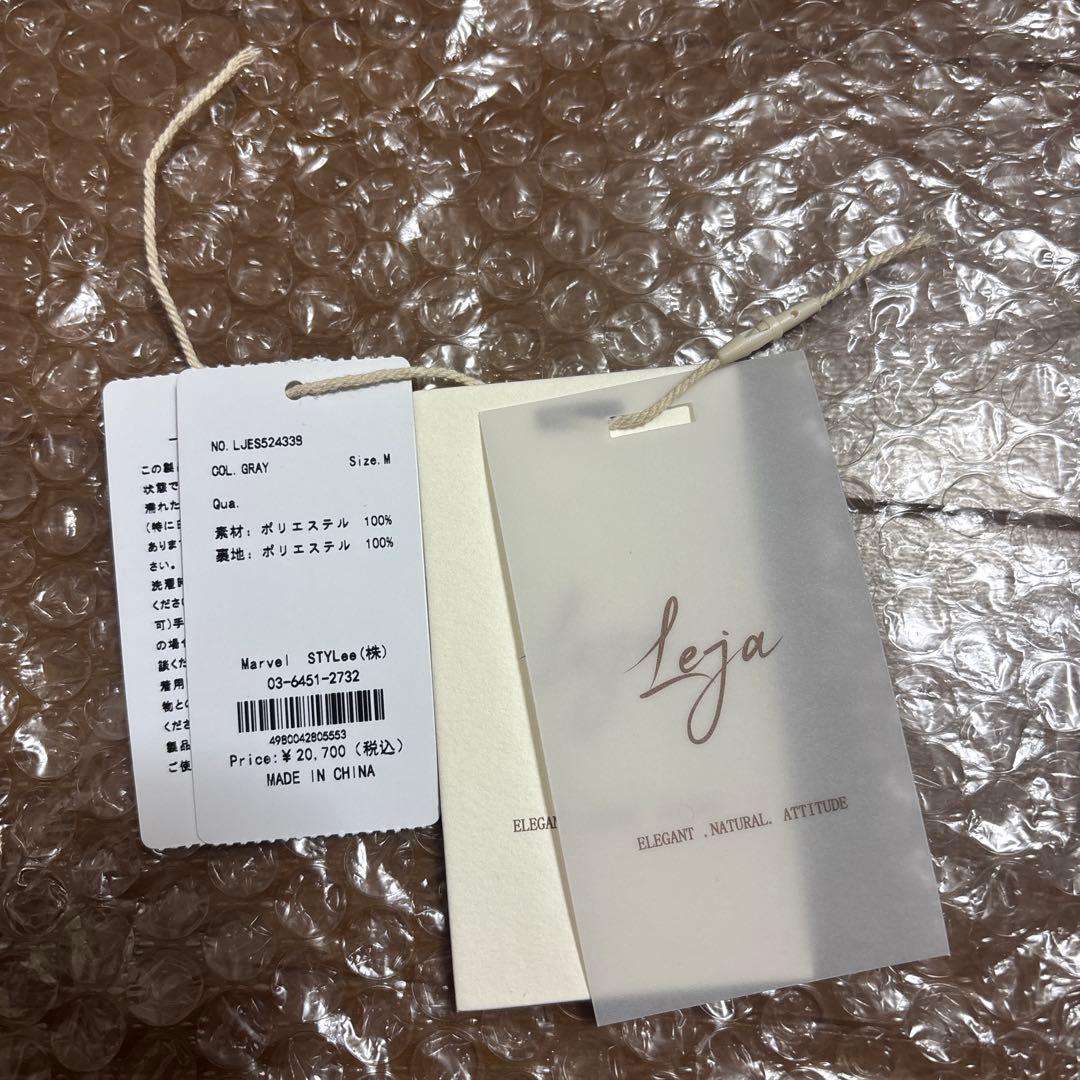 この製
状態で
濡れた
(特に
あります
さい。
洗濯
くださ
可)手
の場
談くだ
着用
物と
くださ
製品
ご使
NO. LJES524339
COL. GRAY Size. M
Qua.
素材: ポリエステル 100%
裏地: ポリエステル 100%
Marvel STYLee(株)
03-6451-2732
4980042805553
Price:¥ 20,700 (税込)
MADE IN CHINA
ELEGAN
Leja
ELEGANT .NATURAL. ATTITUDE